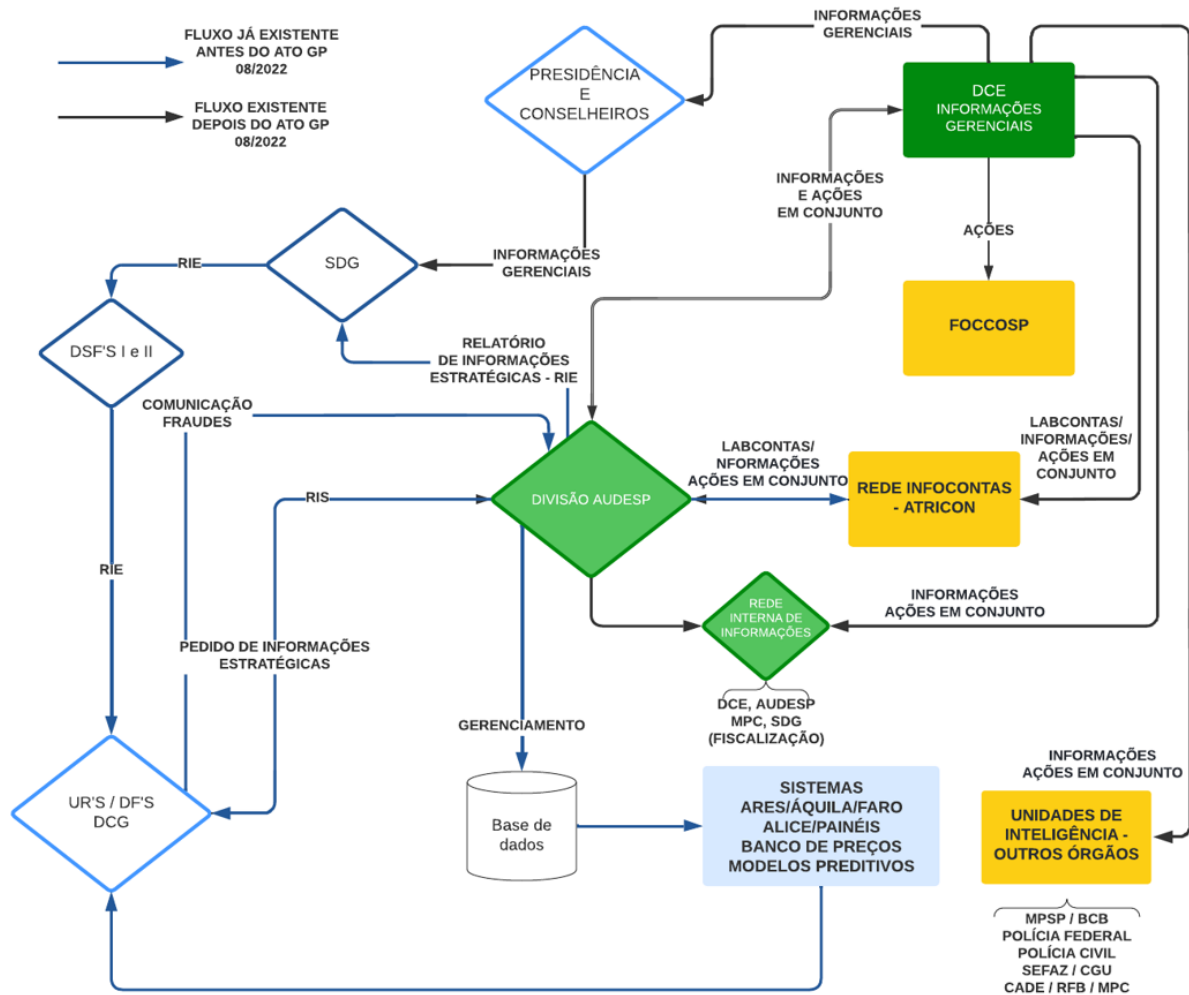 FLUXO JÁ EXISTENTE
ANTES DO ATO GP
08/2022
FLUXO EXISTENTE
DEPOIS DO ATO GP
08/2022
INFORMAÇÕES
GERENCIAIS
PRESIDÊNCIA
E
CONSELHEIROS
DCE
INFORMAÇÕES
GERENCIAIS
INFORMAÇÕES
E AÇÕES
EM CONJUNTO
AÇÕES
FOCCOSP
INFORMAÇÕES
GERENCIAIS
SDG
RIE
DSF'S I e II
RELATÓRIO
DE INFORMAÇÕES
ESTRATÉGICAS - RIE
COMUNICAÇÃO
FRAUDES
LABCONTAS/
INFORMAÇÕES/
AÇÕES EM
CONJUNTO
LABCONTAS/
NFORMAÇÕES
AÇÕES EM CONJUNTO
REDE INFOCONTAS
- ATRICON
DIVISÃO AUDESP
RIS
RIE
REDE
INTERNA DE
INFORMAÇÕES
INFORMAÇÕES
AÇÕES EM CONJUNTO
PEDIDO DE INFORMAÇÕES
ESTRATÉGICAS
DCE, AUDESP
MPC, SDG
(FISCALIZAÇÃO)
GERENCIAMENTO
INFORMAÇÕES
AÇÕES EM CONJUNTO
UR'S / DF'S
DCG
Base de
dados
SISTEMAS
ARES/ÁQUILA/FARO
ALICE/PAINÉIS
BANCO DE PREÇOS
MODELOS PREDITIVOS
UNIDADES DE
INTELIGÊNCIA -
OUTROS ÓRGÃOS
MPSP / BCB
POLÍCIA FEDERAL
POLÍCIA CIVIL
SEFAZ / CGU
CADE / RFB / MPC